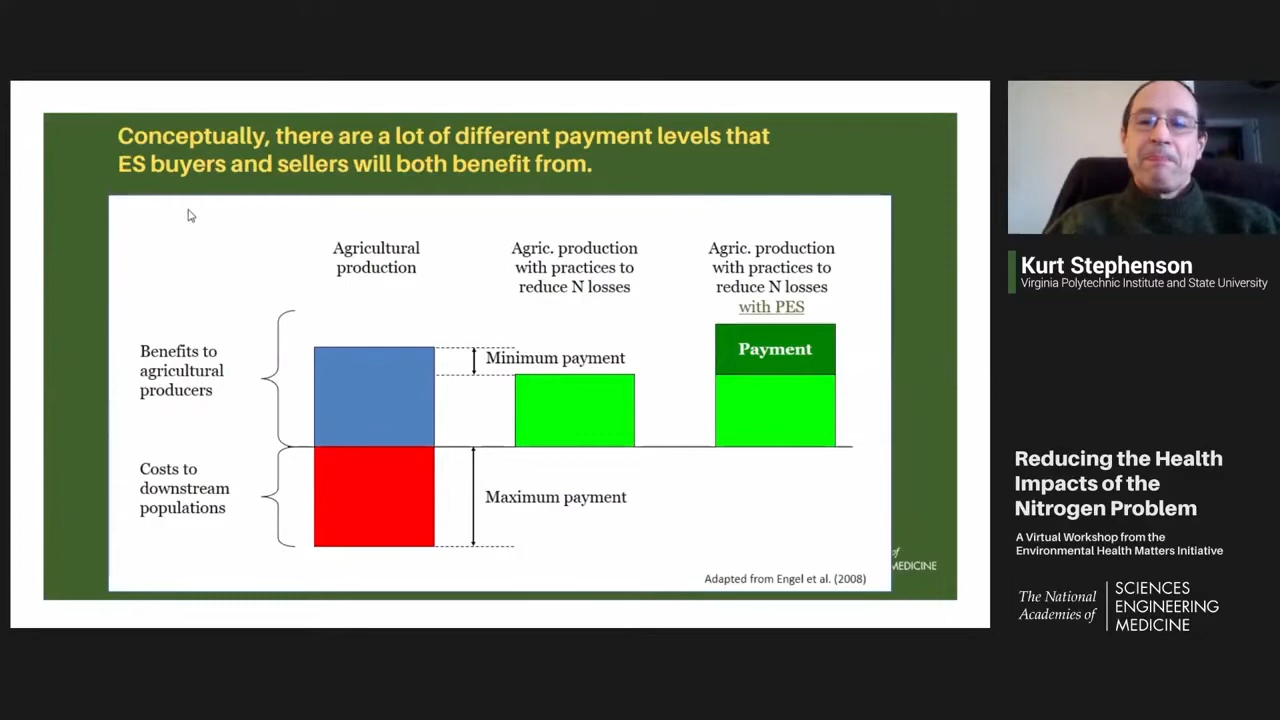 Conceptually, there are a lot of different payment levels that
ES buyers and sellers will both benefit from.
Agricultural
production
Agric. production
with practices to
reduce N losses
Agric. production
with practices to
reduce N losses
with PES
Benefits to
agricultural
producers
Minimum payment
Payment
Costs to
downstream
populations
Maximum payment
Adapted from Engel et al. (2008)
of
MEDICINE
Kurt Stephenson
Virginia Polytechnic Institute and State University
Reducing the Health
Impacts of the
Nitrogen Problem
A Virtual Workshop from the
Environmental Health Matters Initiative
The National
Academies of
SCIENCES
ENGINEERING
MEDICINE